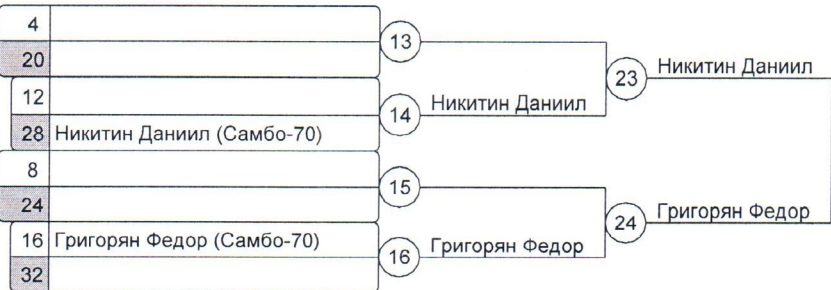 4
13
20
23
Никитин Даниил
12
14
Никитин Даниил
28 Никитин Даниил (Самбо-70)
8
15
24
24
Григорян Федор
16 Григорян Федор (Самбо-70)
16
Григорян Федор
32